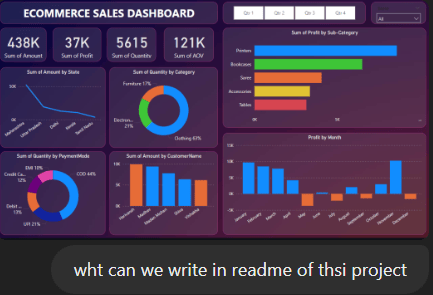 ECOMMERCE SALES DASHBOARD
Qtr 1
Qtr 2
Qtr 3
Qtr 4
All
438K
Sum of Amount
37K
Sum of Profit
5615
Sum of Quantity
121K
Sum of AOV
Sum of Profit by Sub-Category
Printers
Bookcases
Saree
Accessories
Tables
0K
5K
Sum of Amount by State
50K
0K
Maharashtra
Uttar Pradesh
Delhi
Kerala
Tamil Nadu
Sum of Quantity by Category
Furniture 17%
Electron...
21%
Clothing 63%
Profit by Month
15K
10K
5K
0K
-5K
January
February
March
April
May
June
July
August
September
October
November
December
Sum of Quantity by PaymentMode
EMI 10%
Credit Ca...
12%
Debit ...
13%
UPI 21%
COD 44%
Sum of Amount by CustomerName
10K
5K
0K
Harivansh
Madhav
Madan Mohan
Shiva
Vishakha
wht can we write in readme of thsi project